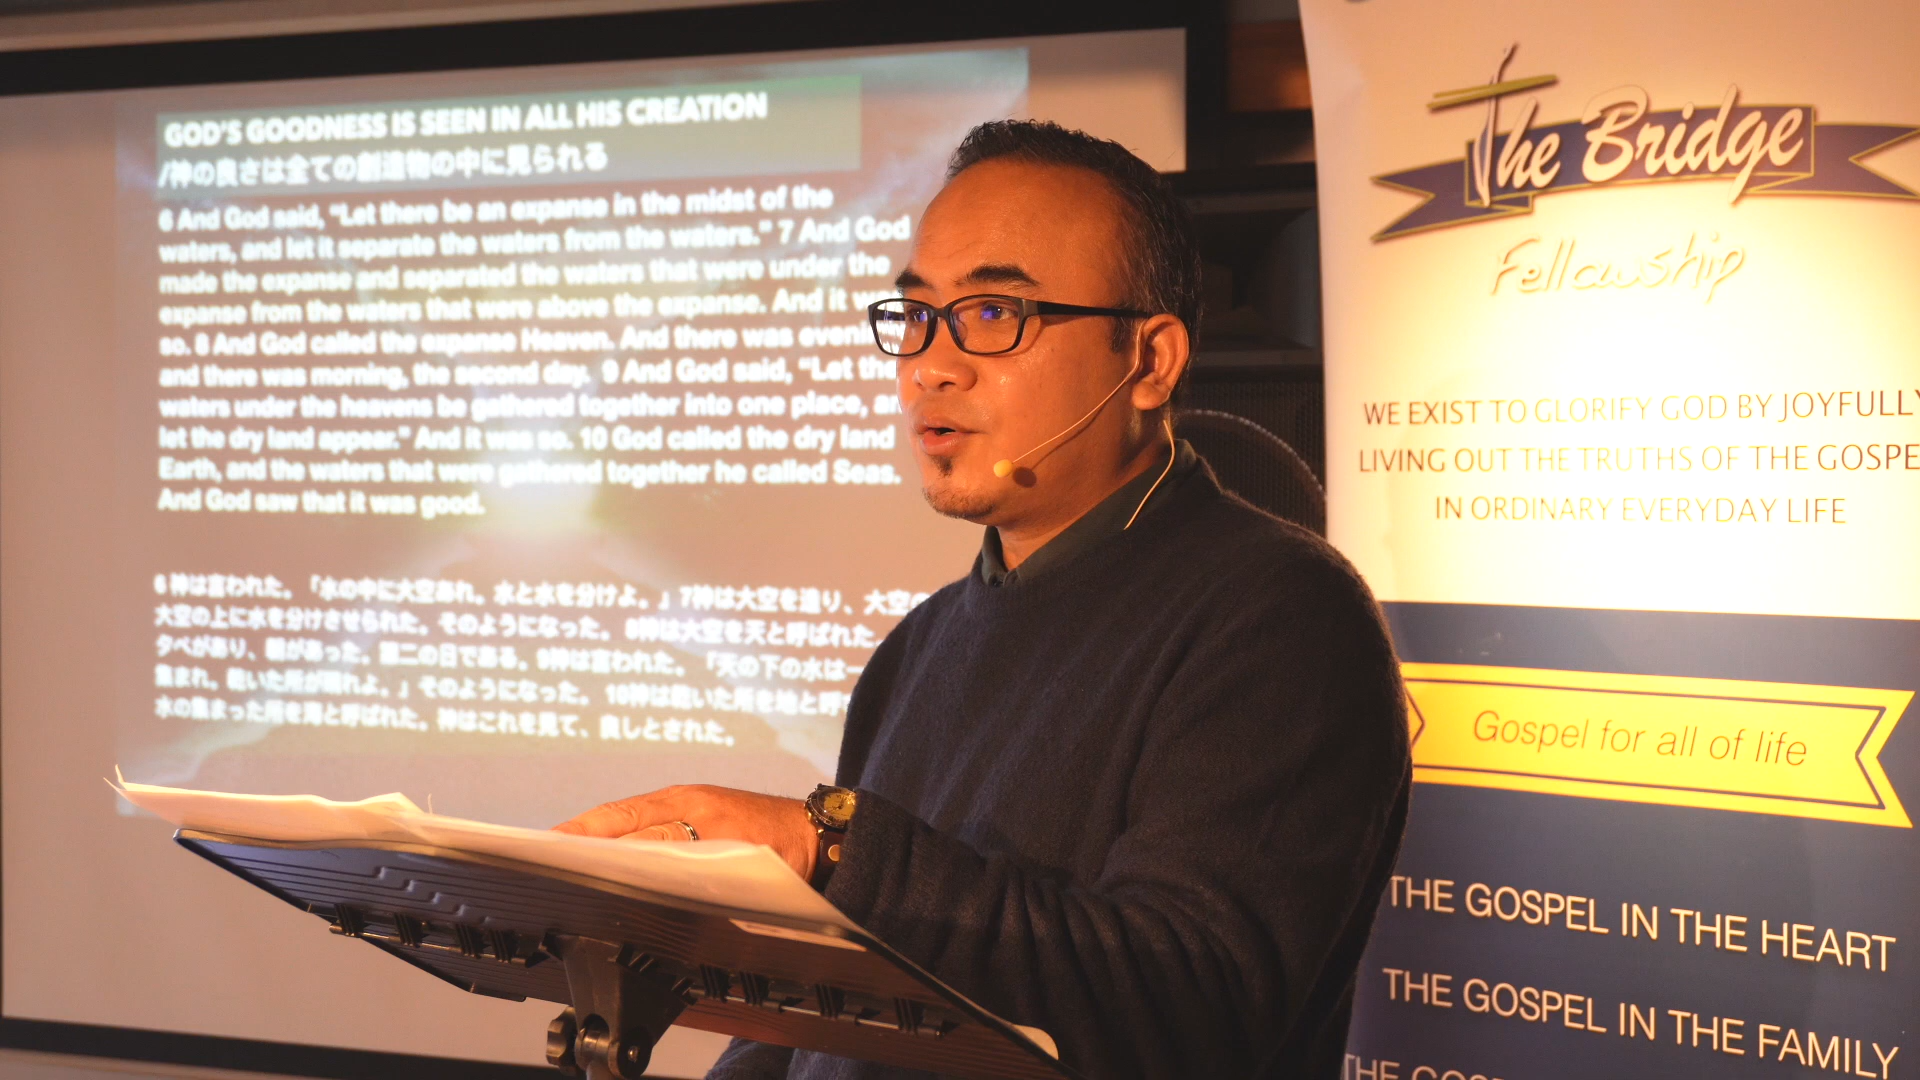 GOD'S GOODNESS IS SEEN IN ALL HIS CREATION
/神の良さは全ての創造物の中に見られる
6 And God said, “Let there be an expanse in the midst of the
waters, and let it separate the waters from the waters.” 7 And God
made the expanse and separated the waters that were under the
expanse from the waters that were above the expanse. And it
so. 8 And God called the expanse Heaven. And there was
and there was morning, the second day. 9 And God said, “Let the
waters under the heavens be gathered together into one place,
let the dry land appear.” And it was so. 10 God called the dry land
Earth, and the waters that were gathered together he called Seas.
And God saw that it was good.
6 神は言われた。「水の中に大空あれ。水と水を分けよ。」7神は大空を造り、大空
大空の上に水を分けさせられた。そのようになった。 8神は大空を天と呼ばれた。
夕べがあり、朝があった。第二の日である。9神は言われた。「天の下の水は一
集まれ。乾いた所が現れよ。」そのようになった。 10神は乾いた所を地と呼
水の集まった所を海と呼ばれた。神はこれを見て、良しとされた。
The Bridge
Fellowship
WE EXIST TO GLORIFY GOD BY JOYFULLY
LIVING OUT THE TRUTHS OF THE GOSPE
IN ORDINARY EVERYDAY LIFE
Gospel for all of life
THE GOSPEL IN THE HEART
THE GOSPEL IN THE FAMILY
THE